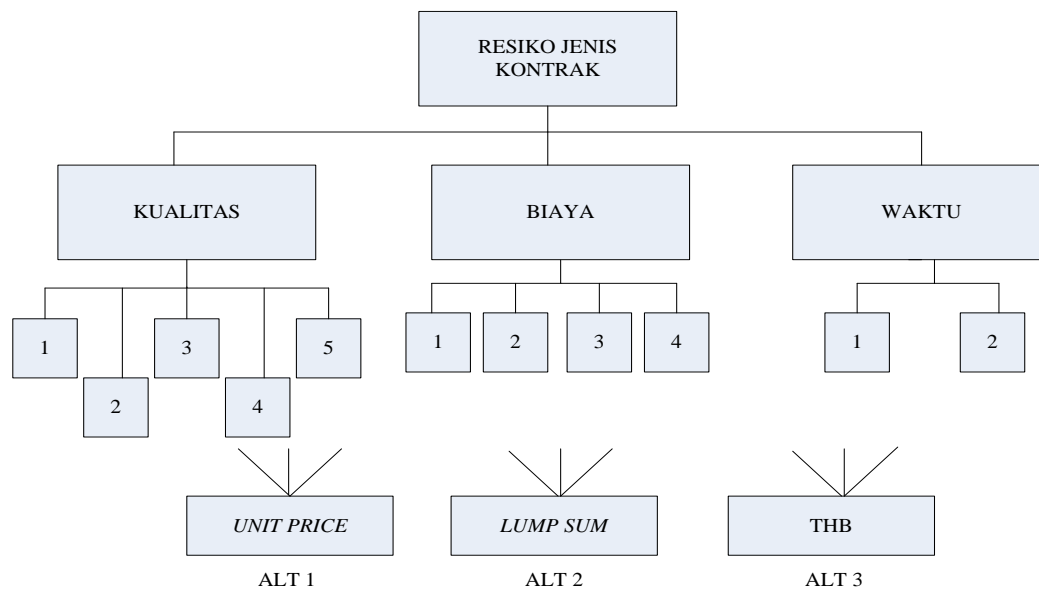 RESIKO JENIS
KONTRAK
KUALITAS
BIAYA
WAKTU
1
2
3
4
5
1
2
3
4
1
2
UNIT PRICE
LUMP SUM
THB
ALT 1
ALT 2
ALT 3